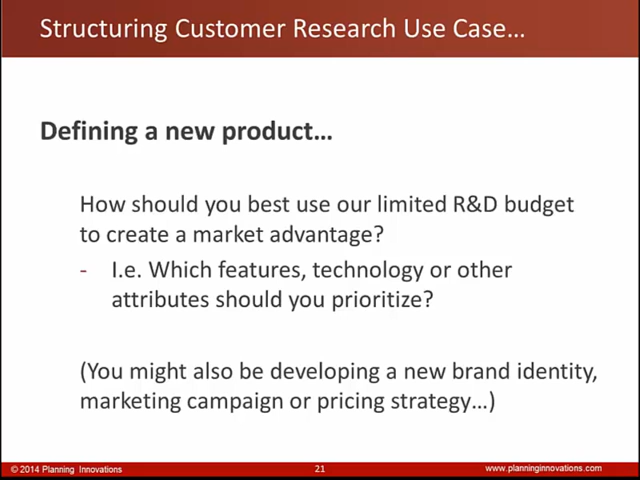 Structuring Customer Research Use Case...
Defining a new product...
How should you best use our limited R&D budget
to create a market advantage?
- I.e. Which features, technology or other
attributes should you prioritize?
(You might also be developing a new brand identity,
marketing campaign or pricing strategy...)
© 2014 Planning Innovations
21
www.planninginnovations.com